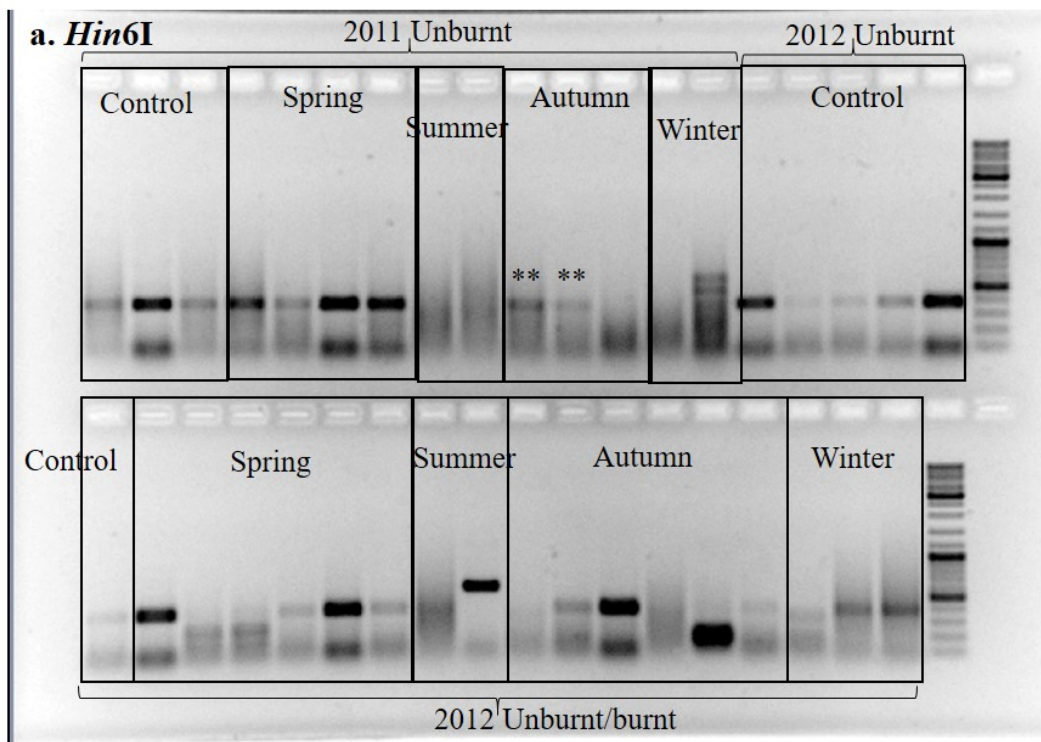 a. Hin6I
2011 Unburnt
2012 Unburnt
Control
Spring
Summer
Autumn
Winter
Control
** **
Control
Spring
Summer
Autumn
Winter
2012 Unburnt/burnt